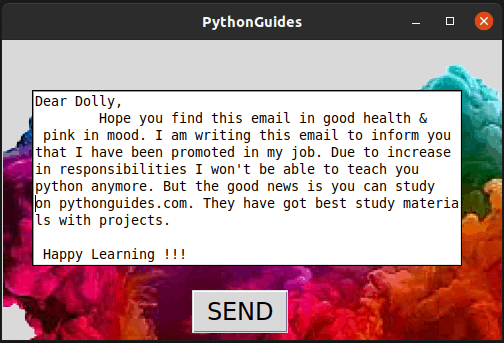 PythonGuides
Dear Dolly,
Hope you find this email in good health &
pink in mood. I am writing this email to inform you
that I have been promoted in my job. Due to increase
in responsibilities I won't be able to teach you
python anymore. But the good news is you can study
on pythonguides.com. They have got best study materia
ls with projects.
Happy Learning !!!
SEND